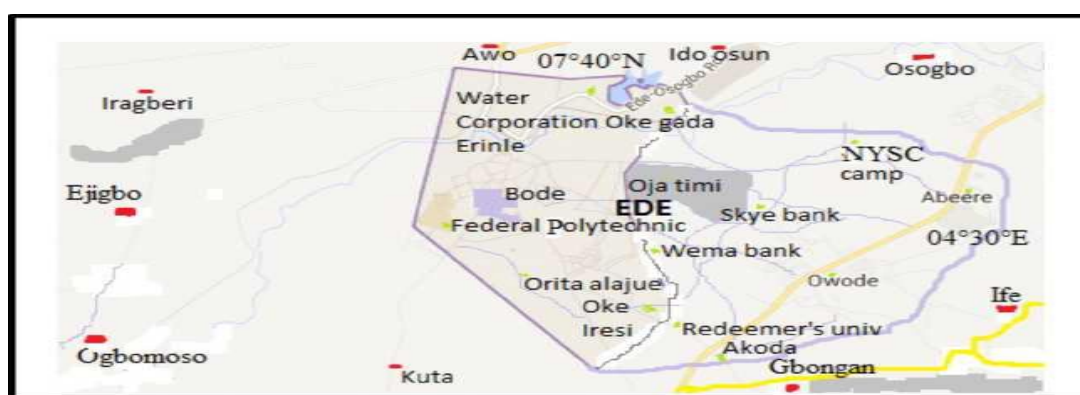 Awo
07°40°N
Ido osun
Osogbo
Iragberi
Water
Corporation
Erinle
Ede-Osogbo Rd
Oke gada
NYSC
camp
Ejigbo
Bode
Oja timi
EDE
Skye bank
Abeere
Federal Polytechnic
04°30°E
Wema bank
Orita alajue
Owode
Oke
Iresi
Ife
Redeemer's univ
Ogbomoso
Akoda
Gbongan
Kuta